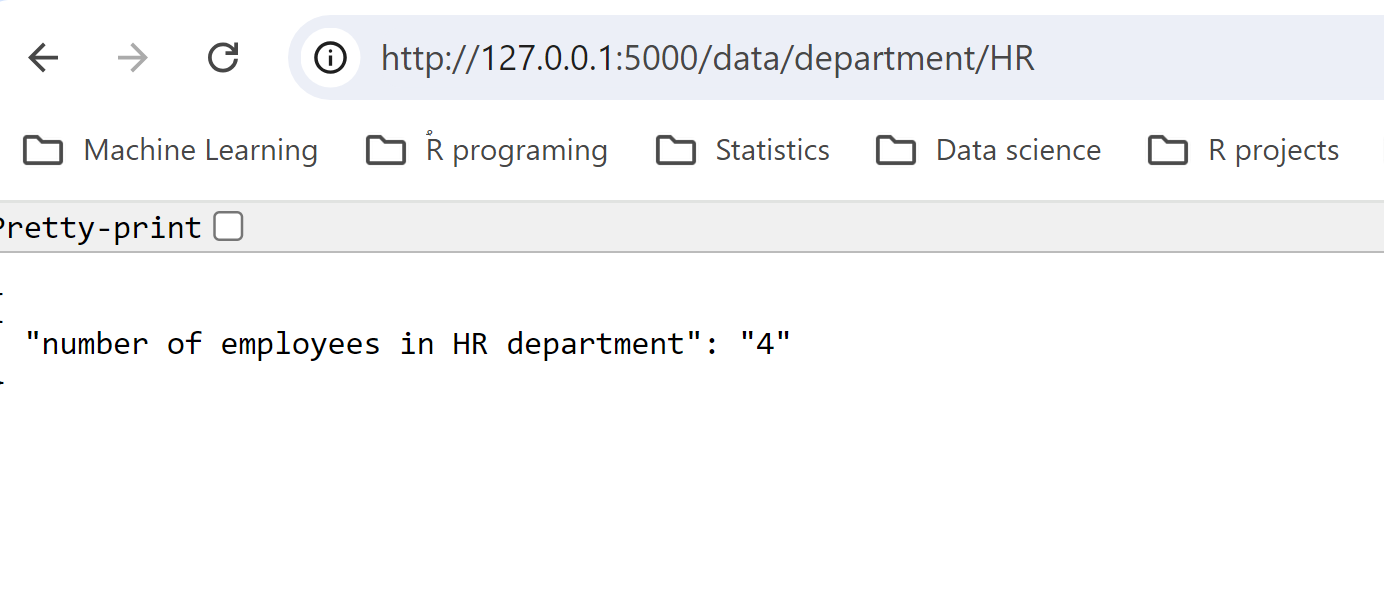 http://127.0.0.1:5000/data/department/HR
Machine Learning R programing Statistics Data science R projects
Pretty-print
"number of employees in HR department": "4"